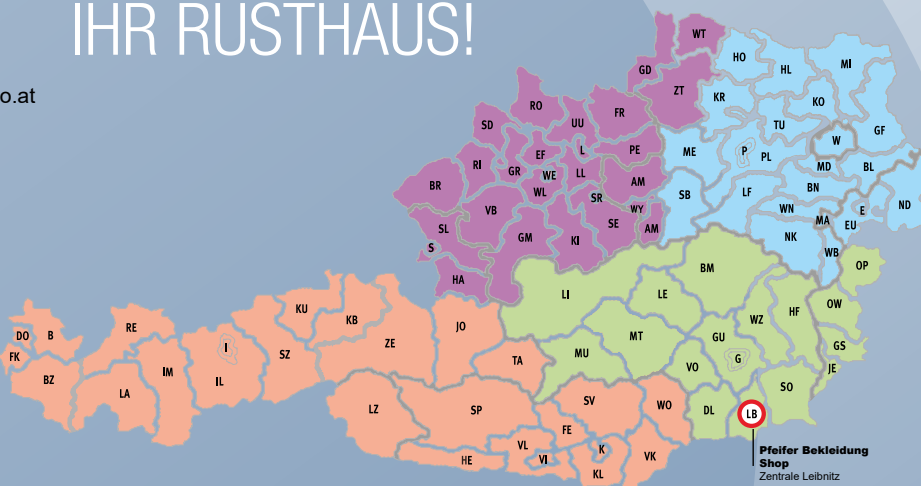 IHR RUSTHAUS!
o.at
WT
HO
HL
MI
GD
ZT
KR
KO
RO
FR
SD
UU
TU
GF
W
RI
EF
L
PE
ME
P
PL
MD
BL
GR
WE
LL
AM
BR
WL
SR
SB
LF
BN
ND
VB
WY
WN
MA
E
EU
SL
GM
KI
SE
AM
NK
WB
S
HA
BM
OP
LI
LE
OW
KU
KB
JO
WZ
HF
DO
B
RE
ZE
MT
GU
GS
FK
I
SZ
TA
MU
VO
G
JE
BZ
IM
IL
SO
LA
LZ
SP
SV
WO
DL
LB
FE
VL
K
HE
VI
VK
KL
Pfeifer Bekleidung
Shop
Zentrale Leibnitz